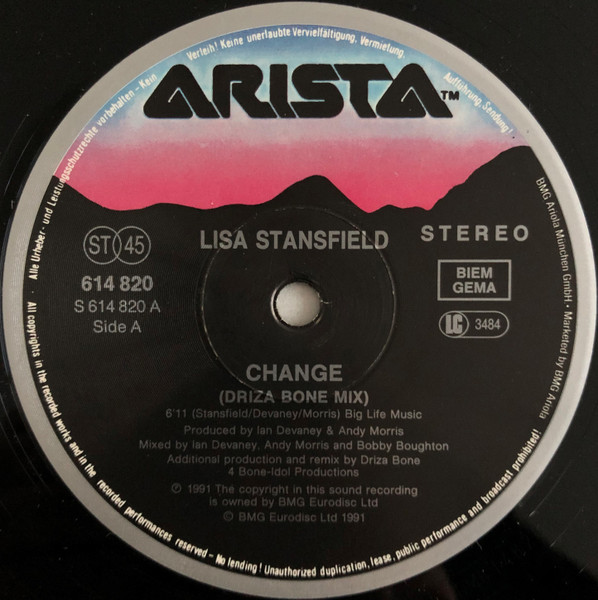 Alle Urheber- und Leistungsschutzrechte vorbehalten - Kein Verleih! Keine unerlaubte Vervielfältigung, Vermietung, Aufführung, Sendung!
ARISTA™
ST 45
LISA STANSFIELD
STEREO
614 820
S 614 820 A
Side A
BIEM
GEMA
LC 3484
CHANGE
(DRIZA BONE MIX)
6'11 (Stansfield/Devaney/Morris) Big Life Music
Produced by Ian Devaney & Andy Morris
Mixed by Ian Devaney, Andy Morris and Bobby Boughton
Additional production and remix by Driza Bone
4 Bone-Idol Productions
℗ 1991 The copyright in this sound recording
is owned by BMG Eurodisc Ltd
© BMG Eurodisc Ltd 1991
BMG Ariola München GmbH · Marketed by BMG Ariola
All copyrights in the recorded works and in the recorded performances reserved - No lending! Unauthorized duplication, lease, public performance and broadcast prohibited!